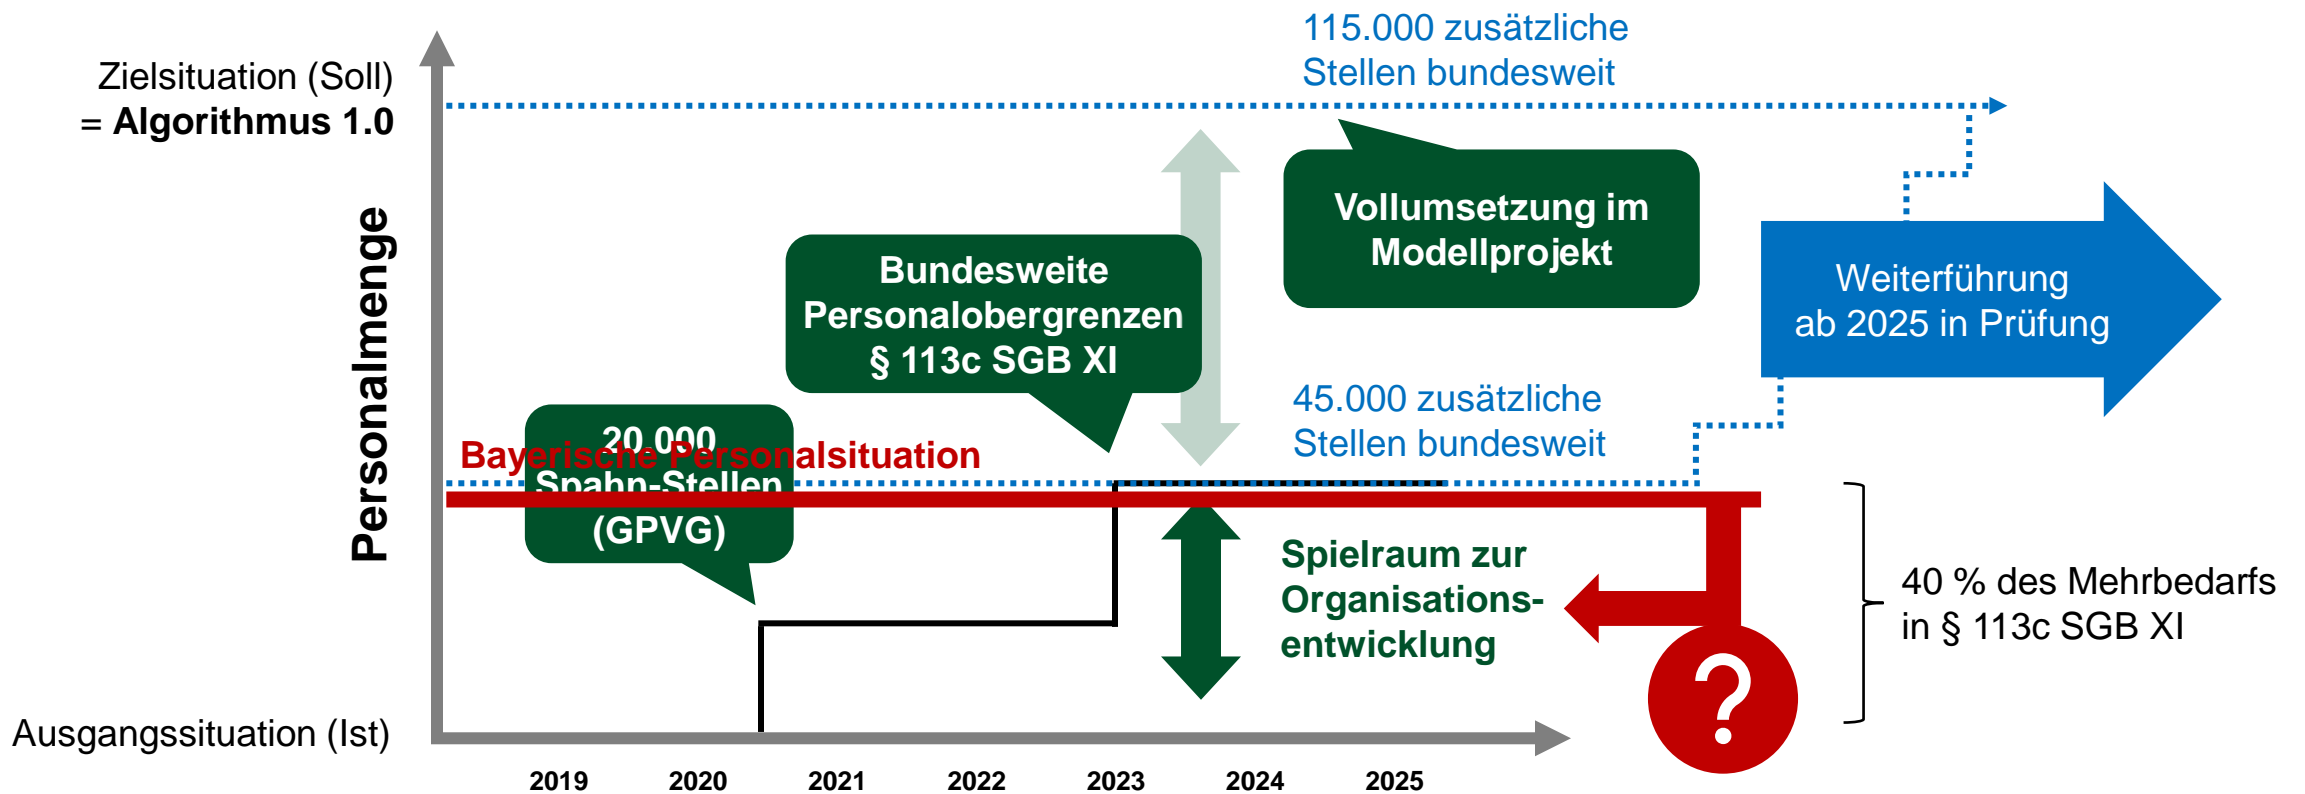 115.000 zusätzliche
Stellen bundesweit
Zielsituation (Soll)
= Algorithmus 1.0
Personalmenge
Vollumsetzung im
Modellprojekt
Bundesweite
Personalobergrenzen
§ 113c SGB XI
Weiterführung
ab 2025 in Prüfung
45.000 zusätzliche
Stellen bundesweit
20.000
Bayerische Personalsituation
Spahn-Stellen
(GPVG)
Spielraum zur
Organisations-
entwicklung
40 % des Mehrbedarfs
in § 113c SGB XI
?
Ausgangssituation (Ist)
2019 2020 2021 2022 2023 2024 2025